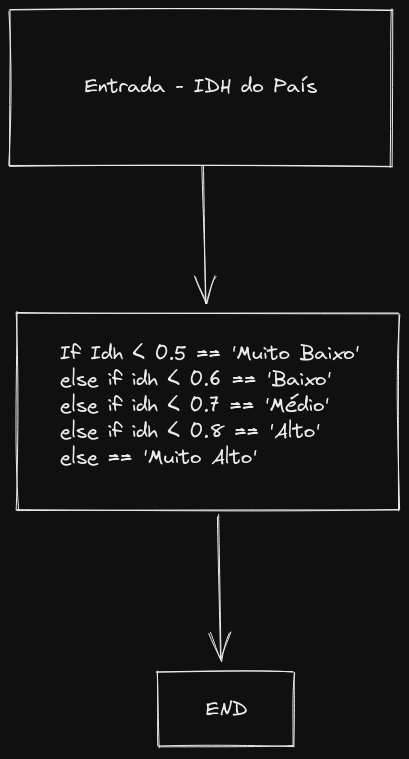 Entrada - IDH do País
If Idh < 0.5 == 'Muito Baixo'
else if idh < 0.6 == 'Baixo'
else if idh < 0.7 == 'Médio'
else if idh < 0.8 == 'Alto'
else == 'Muito Alto'
END